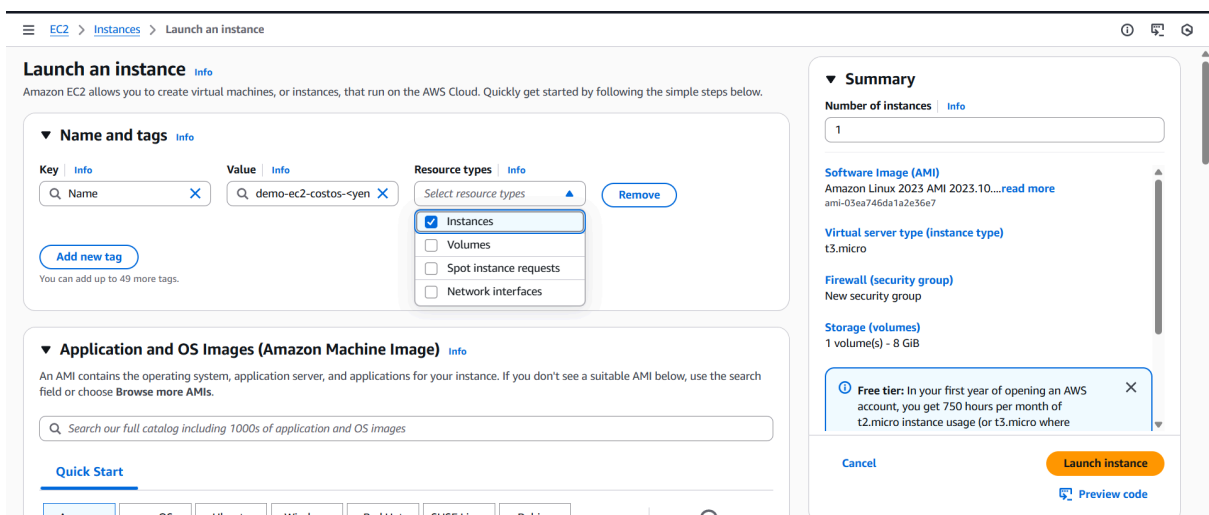 EC2 > Instances > Launch an instance
Launch an instance Info
Amazon EC2 allows you to create virtual machines, or instances, that run on the AWS Cloud. Quickly get started by following the simple steps below.
Name and tags Info
Key Info
Name
Value Info
demo-ec2-costos-<yen
Resource types Info
Select resource types
Remove
Instances
Volumes
Spot instance requests
Network interfaces
Add new tag
You can add up to 49 more tags.
Application and OS Images (Amazon Machine Image) Info
An AMI contains the operating system, application server, and applications for your instance. If you don't see a suitable AMI below, use the search
field or choose Browse more AMIs.
Search our full catalog including 1000s of application and OS images
Quick Start
Summary
Number of instances Info
1
Software Image (AMI)
Amazon Linux 2023 AMI 2023.10....read more
ami-03ea746da1a2e36e7
Virtual server type (instance type)
t3.micro
Firewall (security group)
New security group
Storage (volumes)
1 volume(s) - 8 GiB
Free tier: In your first year of opening an AWS
account, you get 750 hours per month of
t2.micro instance usage (or t3.micro where
Cancel
Launch instance
Preview code